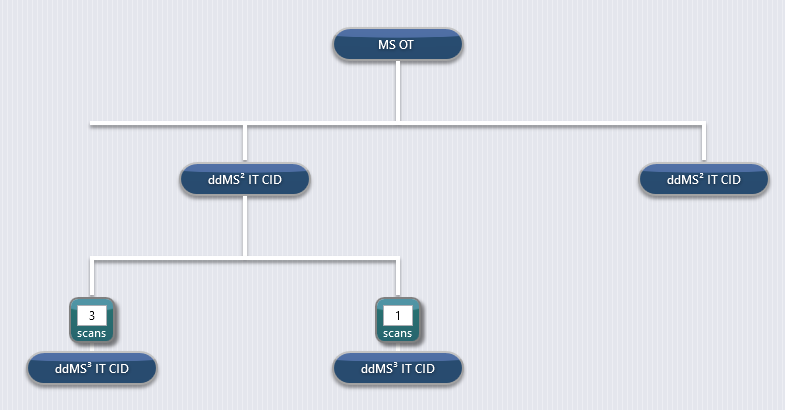 MS OT
ddMS² IT CID
ddMS² IT CID
3
scans
1
scans
ddMS³ IT CID
ddMS³ IT CID